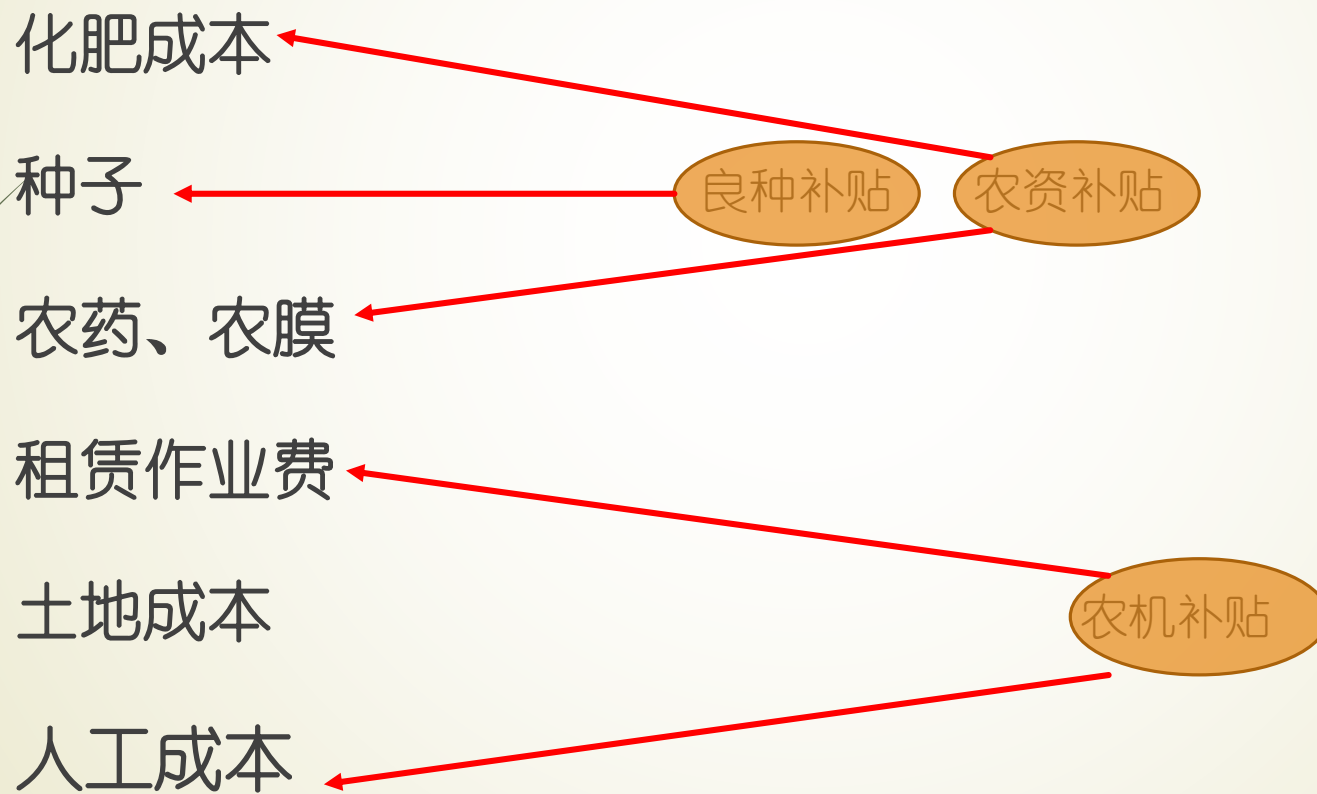 化肥成本
种子
良种补贴
农资补贴
农药、农膜
租赁作业费
土地成本
农机补贴
人工成本